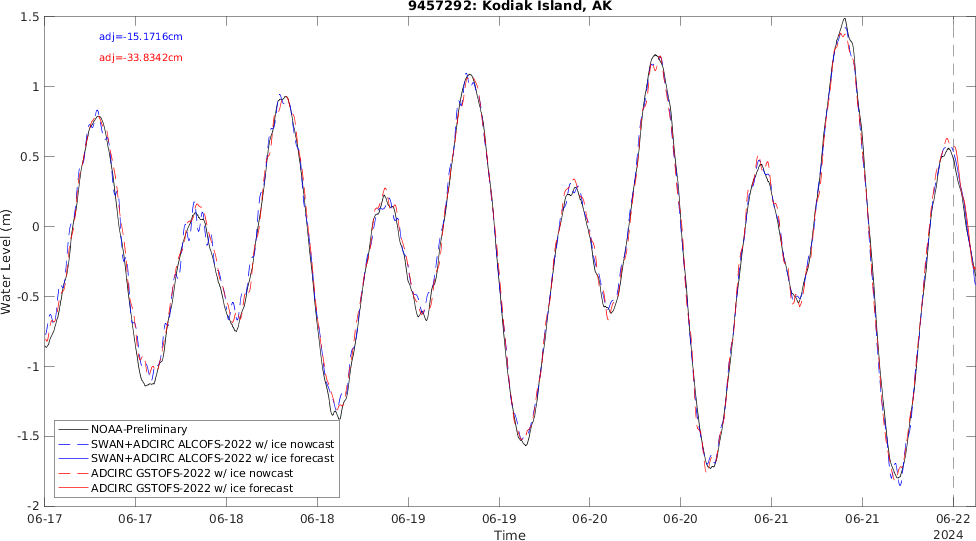 9457292: Kodiak Island, AK
adj=-15.1716cm
adj=-33.8342cm
1.5
1
0.5
0
-0.5
-1
-1.5
-2
Water Level (m)
NOAA-Preliminary
SWAN+ADCIRC ALCOFS-2022 w/ ice nowcast
SWAN+ADCIRC ALCOFS-2022 w/ ice forecast
ADCIRC GSTOFS-2022 w/ ice nowcast
ADCIRC GSTOFS-2022 w/ ice forecast
06-17 06-17 06-18 06-18 06-19 06-19 06-20 06-20 06-21 06-21 06-22
2024
Time